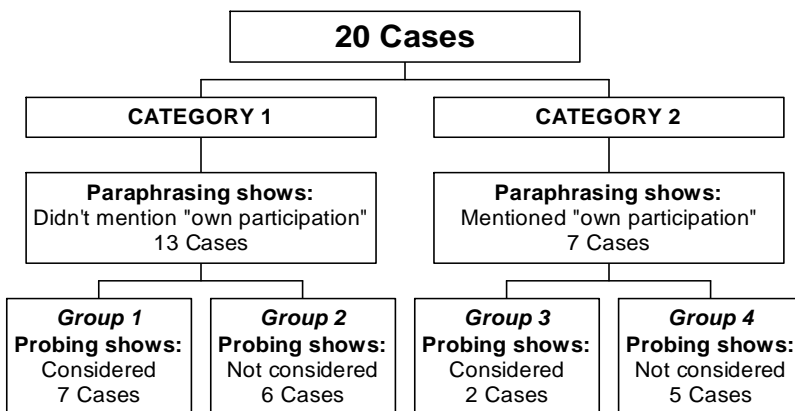 20 Cases
CATEGORY 1
CATEGORY 2
Paraphrasing shows:
Didn't mention "own participation"
13 Cases
Paraphrasing shows:
Mentioned "own participation"
7 Cases
Group 1
Probing shows:
Considered
7 Cases
Group 2
Probing shows:
Not considered
6 Cases
Group 3
Probing shows:
Considered
2 Cases
Group 4
Probing shows:
Not considered
5 Cases